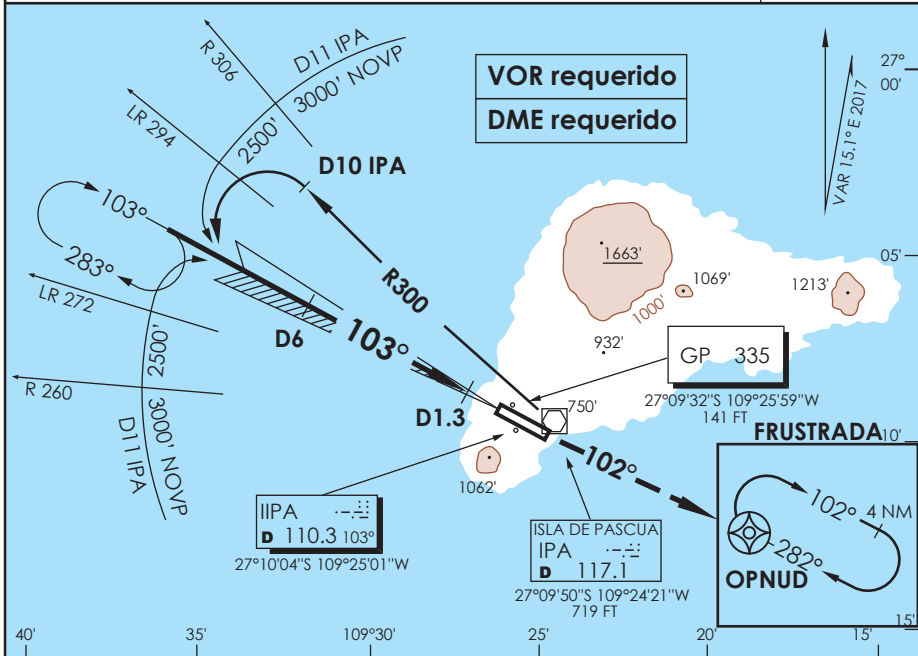 R 306
D11 IPA
3000' NOVP
2500'
LR 294
VOR requerido
DME requerido
VAR 15.1° E 2017
27°
00'
D10 IPA
103°
283°
LR 272
R 260
2500'
3000' NOVP
D11 IPA
R300
D6
103°
D1.3
1663'
1000'
1069'
1213'
05'
932'
GP 335
27°09'32"S 109°25'59"W
141 FT
750'
1062'
102°
10'
IIPA
D 110.3 103°
27°10'04"S 109°25'01"W
ISLA DE PASCUA
IPA
D 117.1
27°09'50"S 109°24'21"W
719 FT
FRUSTRADA
102°
4 NM
282°
OPNUD
15'
40'
35'
109°30'
25'
20'
15'